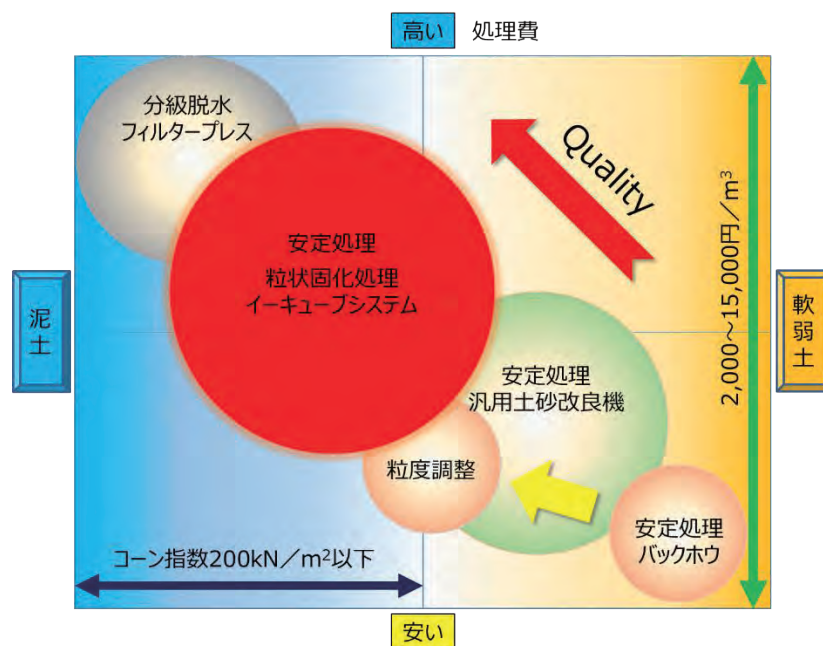 高い 処理費
分級脱水
フィルタープレス
Quality
安定処理
粒状固化処理
イーキューブシステム
泥土
軟弱土
2,000～15,000円／m³
安定処理
汎用土砂改良機
粒度調整
安定処理
バックホウ
コーン指数200kN／m²以下
安い